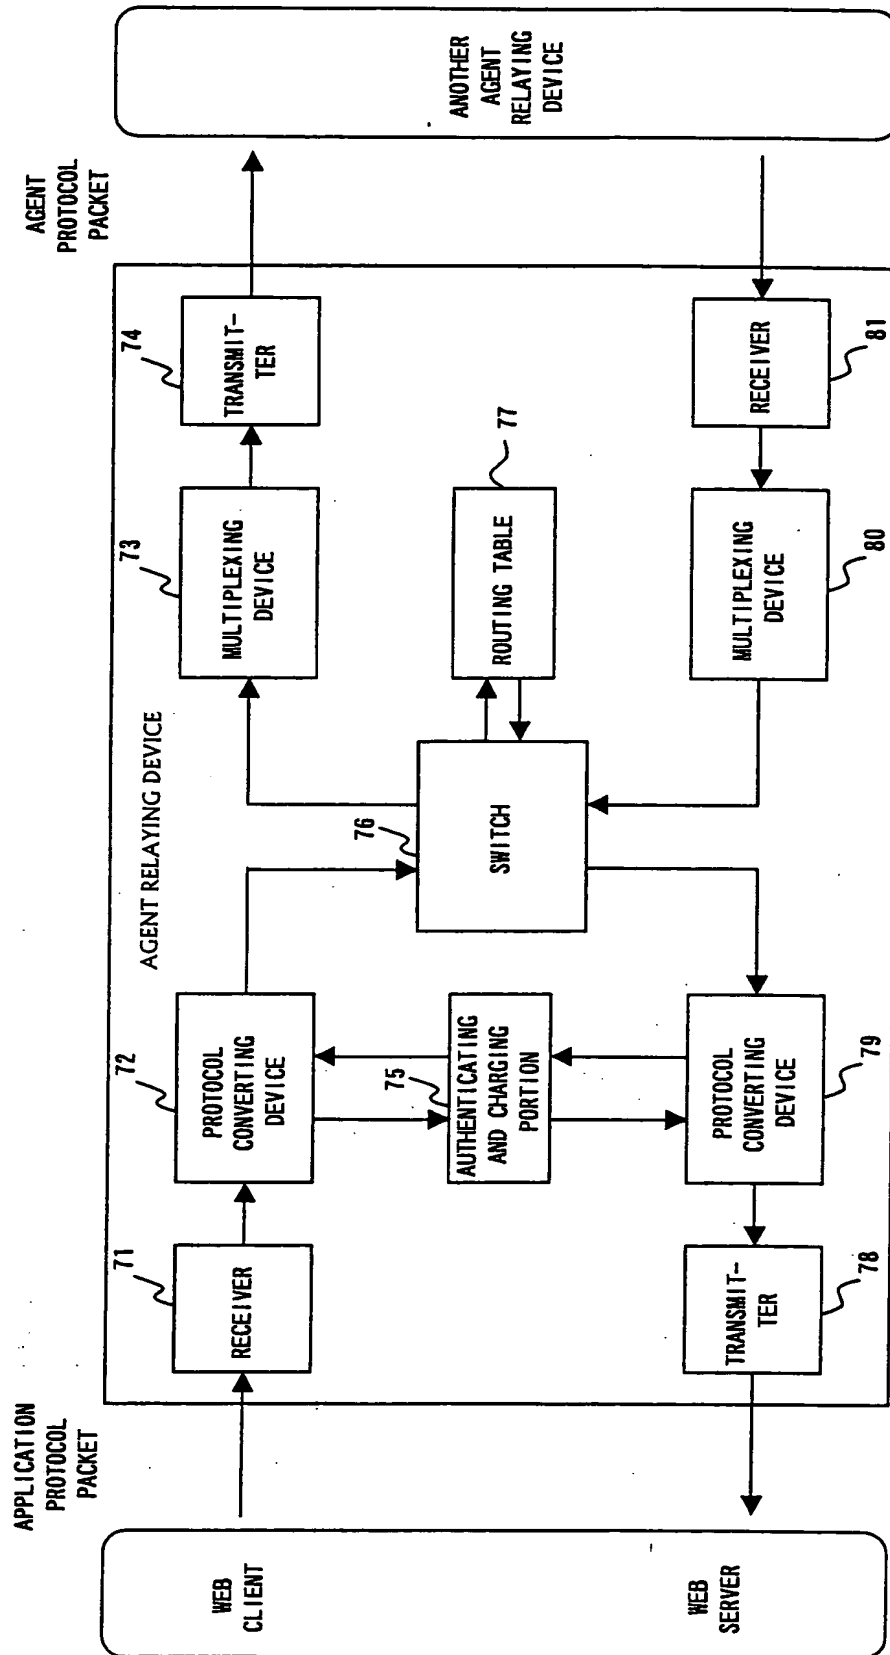 APPLICATION
PROTOCOL
PACKET
AGENT
PROTOCOL
PACKET
WEB
CLIENT
WEB
SERVER
AGENT RELAYING DEVICE
71
RECEIVER
72
PROTOCOL
CONVERTING
DEVICE
73
MULTIPLEXING
DEVICE
74
TRANSMIT-
TER
75
AUTHENTICATING
AND CHARGING
PORTION
76
SWITCH
77
ROUTING TABLE
TRANSMIT-
TER
78
PROTOCOL
CONVERTING
DEVICE
79
MULTIPLEXING
DEVICE
80
RECEIVER
81
ANOTHER
AGENT
RELAYING
DEVICE